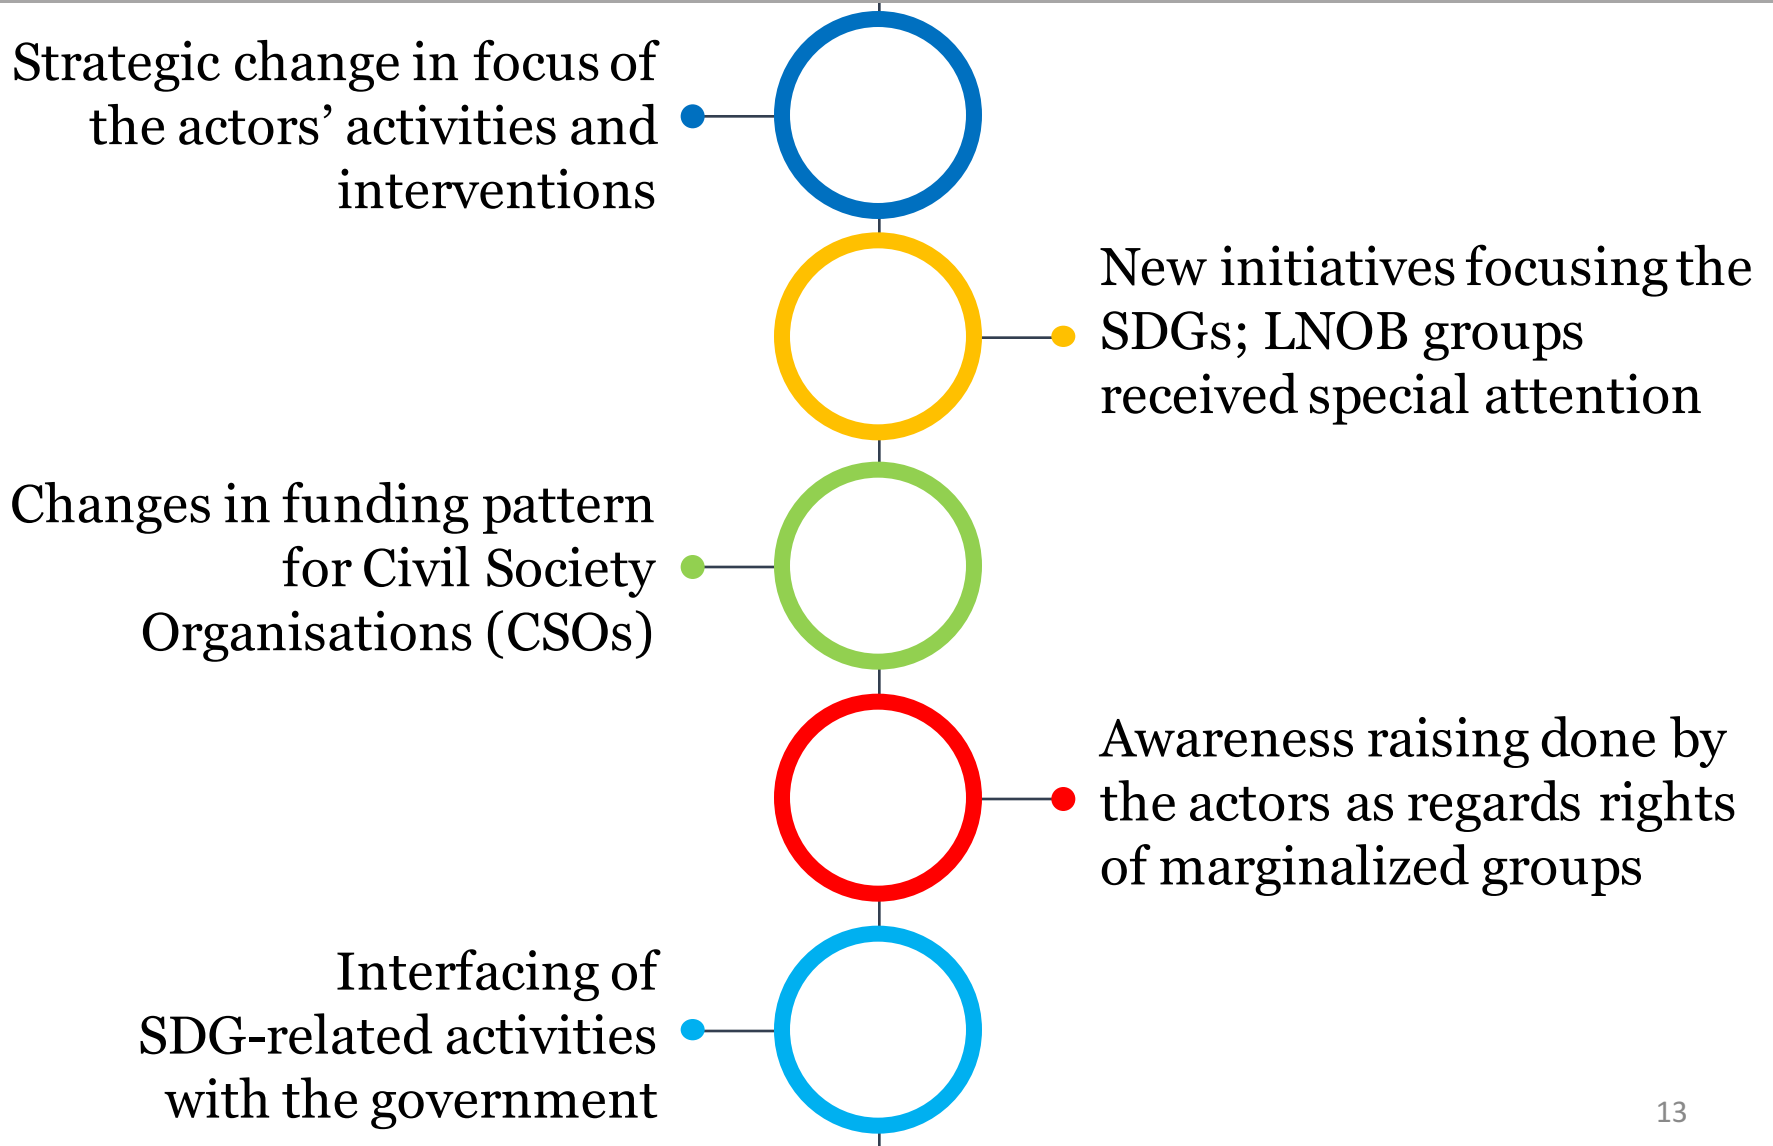 Strategic change in focus of
the actors’ activities and
interventions
New initiatives focusing the
SDGs; LNOB groups
received special attention
Changes in funding pattern
for Civil Society
Organisations (CSOs)
Awareness raising done by
the actors as regards rights
of marginalized groups
Interfacing of
SDG-related activities
with the government
13